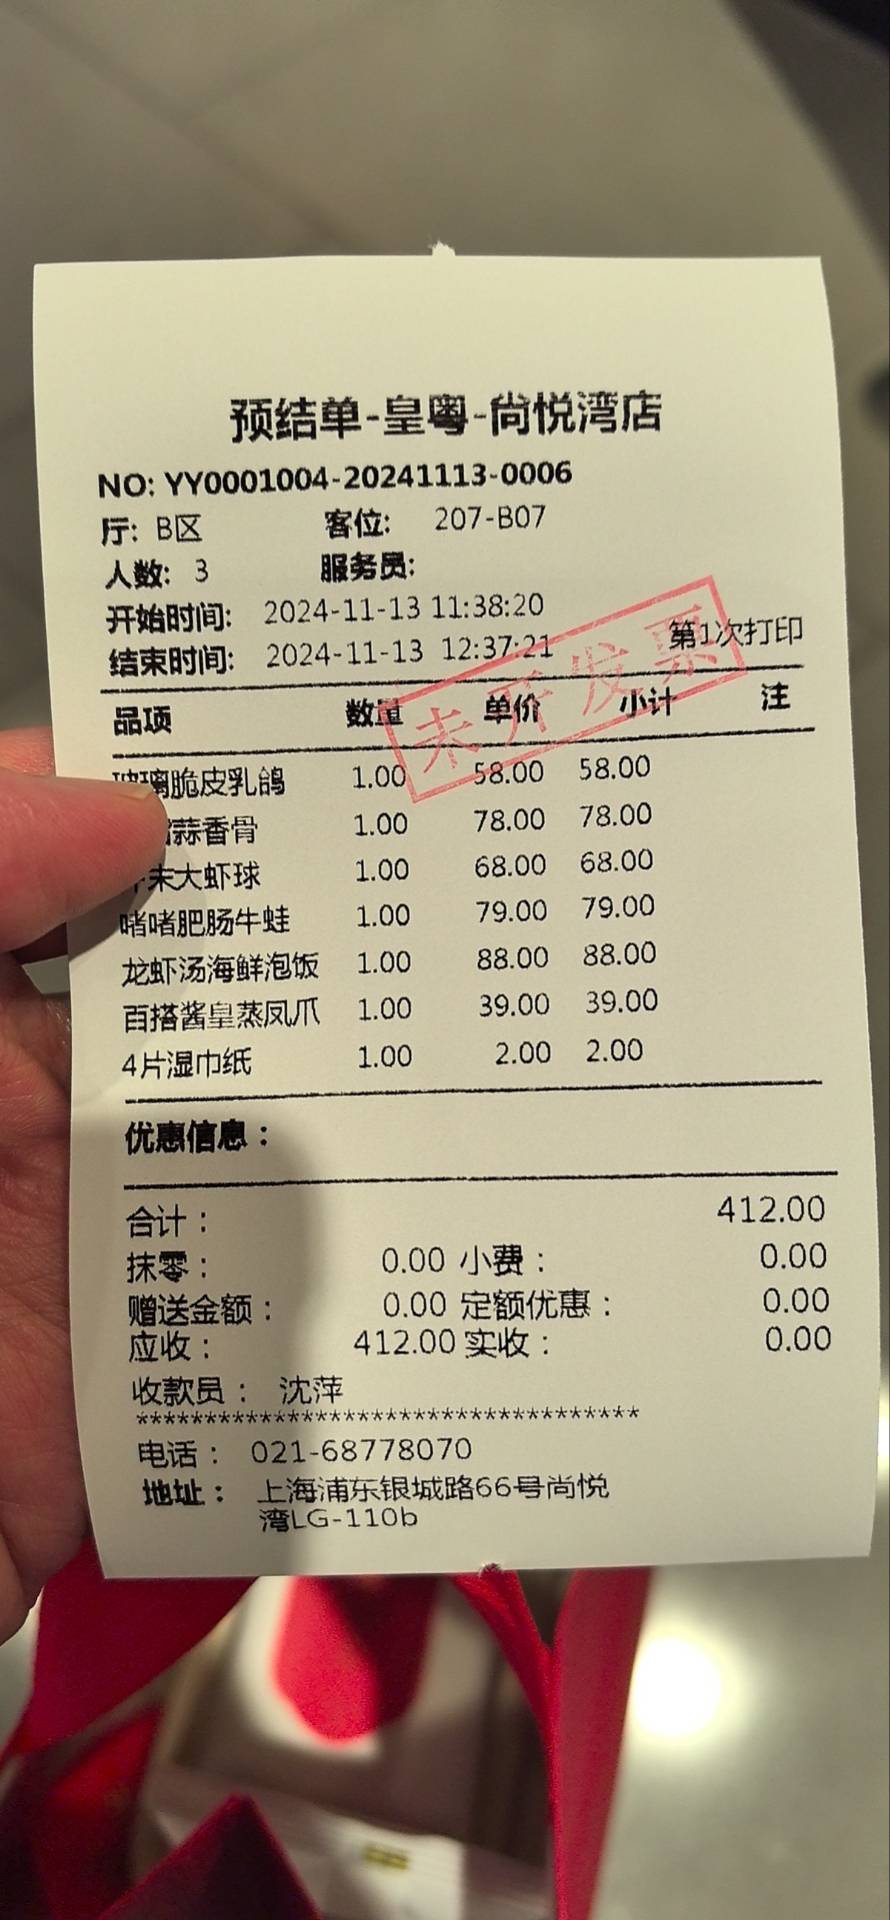 预结单-皇粤-尚悦湾店
NO: YY0001004-20241113-0006
厅: B区 客位: 207-B07
人数: 3 服务员:
开始时间: 2024-11-13 11:38:20
结束时间: 2024-11-13 12:37:21 第1次打印
未开发票
品项 数量 单价 小计 注
玻璃脆皮乳鸽 1.00 58.00 58.00
蒜香骨 1.00 78.00 78.00
末大虾球 1.00 68.00 68.00
啫啫肥肠牛蛙 1.00 79.00 79.00
龙虾汤海鲜泡饭 1.00 88.00 88.00
百搭酱皇蒸凤爪 1.00 39.00 39.00
4片湿巾纸 1.00 2.00 2.00
优惠信息：
合计： 412.00
抹零： 0.00 小费： 0.00
赠送金额： 0.00 定额优惠： 0.00
应收： 412.00 实收： 0.00
收款员： 沈萍
*************************************
电话： 021-68778070
地址： 上海浦东银城路66号尚悦
湾LG-110b